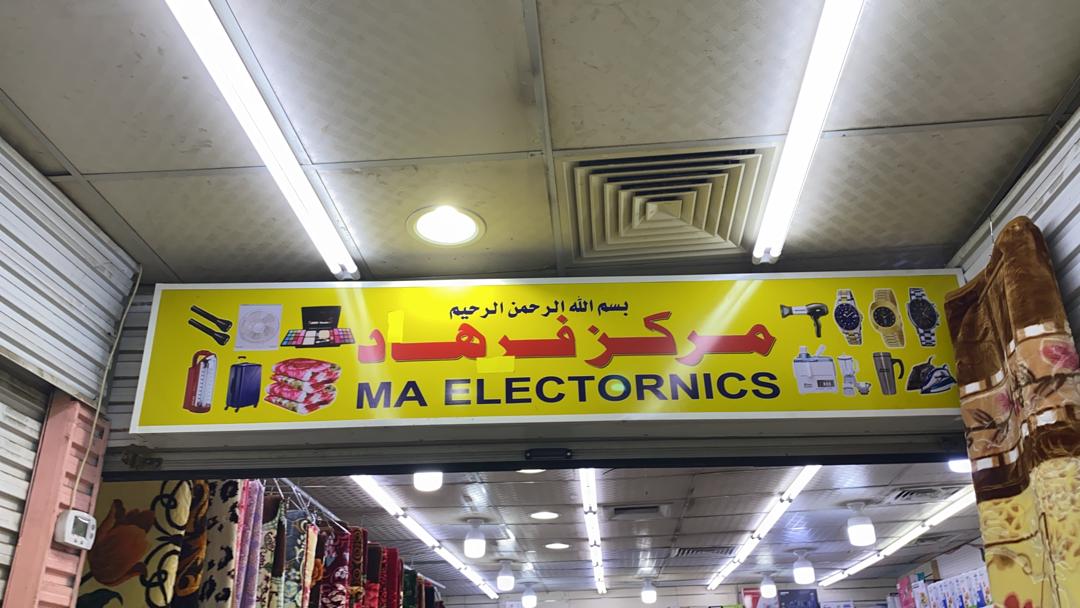 بسم الله الرحمن الرحيم
مركز فرهاد
MA ELECTORNICS